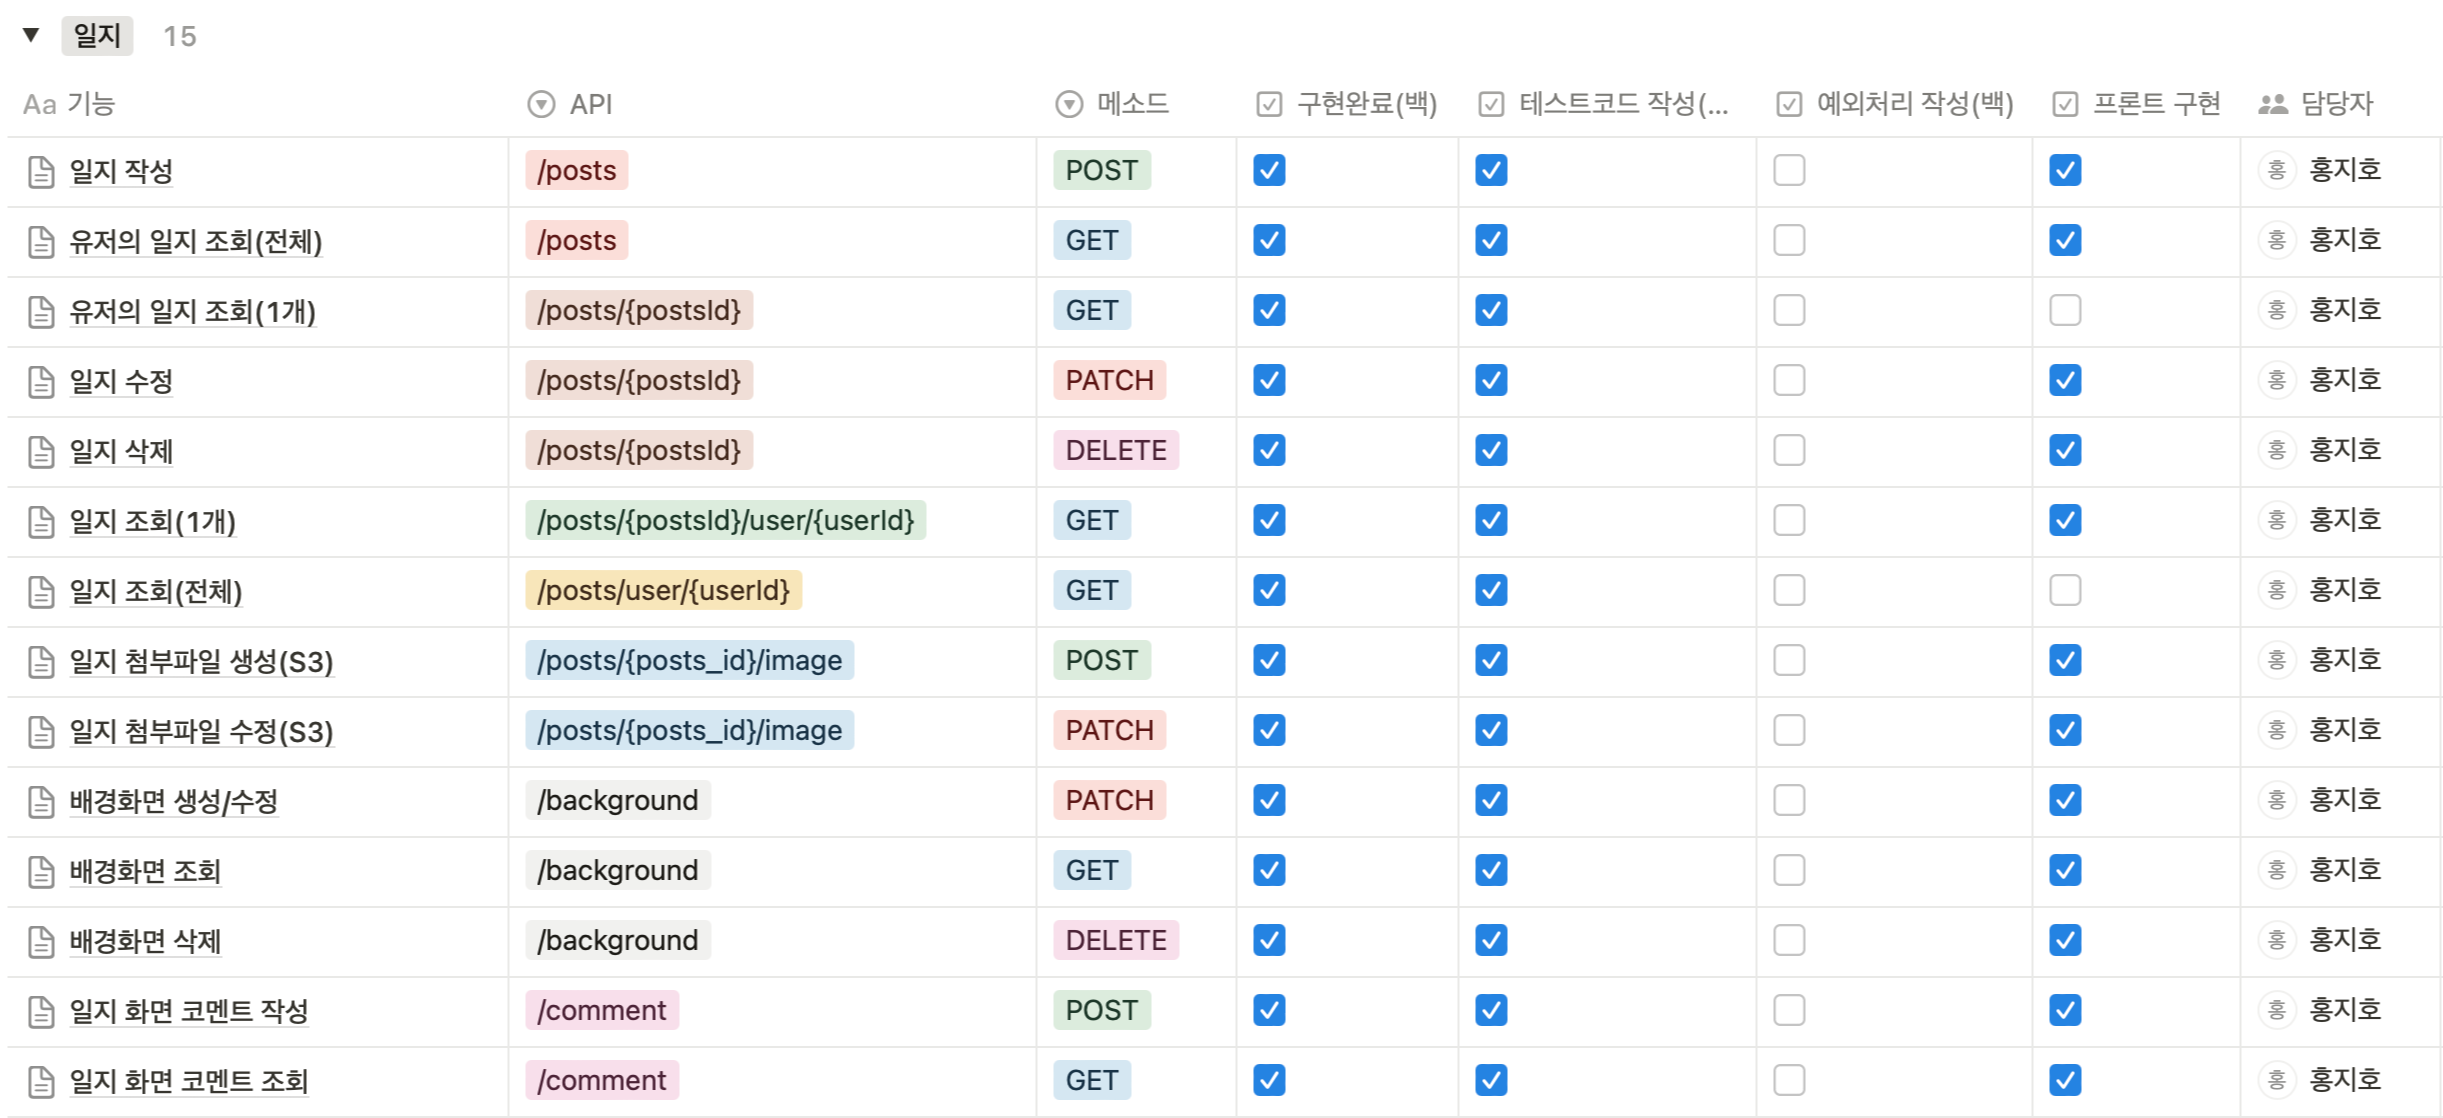 일지 15
Aa 기능 API 메소드 구현완료(백) 테스트코드 작성(... 예외처리 작성(백) 프론트 구현 담당자
일지 작성 /posts POST 홍 홍지호
유저의 일지 조회(전체) /posts GET 홍 홍지호
유저의 일지 조회(1개) /posts/{postsId} GET 홍 홍지호
일지 수정 /posts/{postsId} PATCH 홍 홍지호
일지 삭제 /posts/{postsId} DELETE 홍 홍지호
일지 조회(1개) /posts/{postsId}/user/{userId} GET 홍 홍지호
일지 조회(전체) /posts/user/{userId} GET 홍 홍지호
일지 첨부파일 생성(S3) /posts/{posts_id}/image POST 홍 홍지호
일지 첨부파일 수정(S3) /posts/{posts_id}/image PATCH 홍 홍지호
배경화면 생성/수정 /background PATCH 홍 홍지호
배경화면 조회 /background GET 홍 홍지호
배경화면 삭제 /background DELETE 홍 홍지호
일지 화면 코멘트 작성 /comment POST 홍 홍지호
일지 화면 코멘트 조회 /comment GET 홍 홍지호